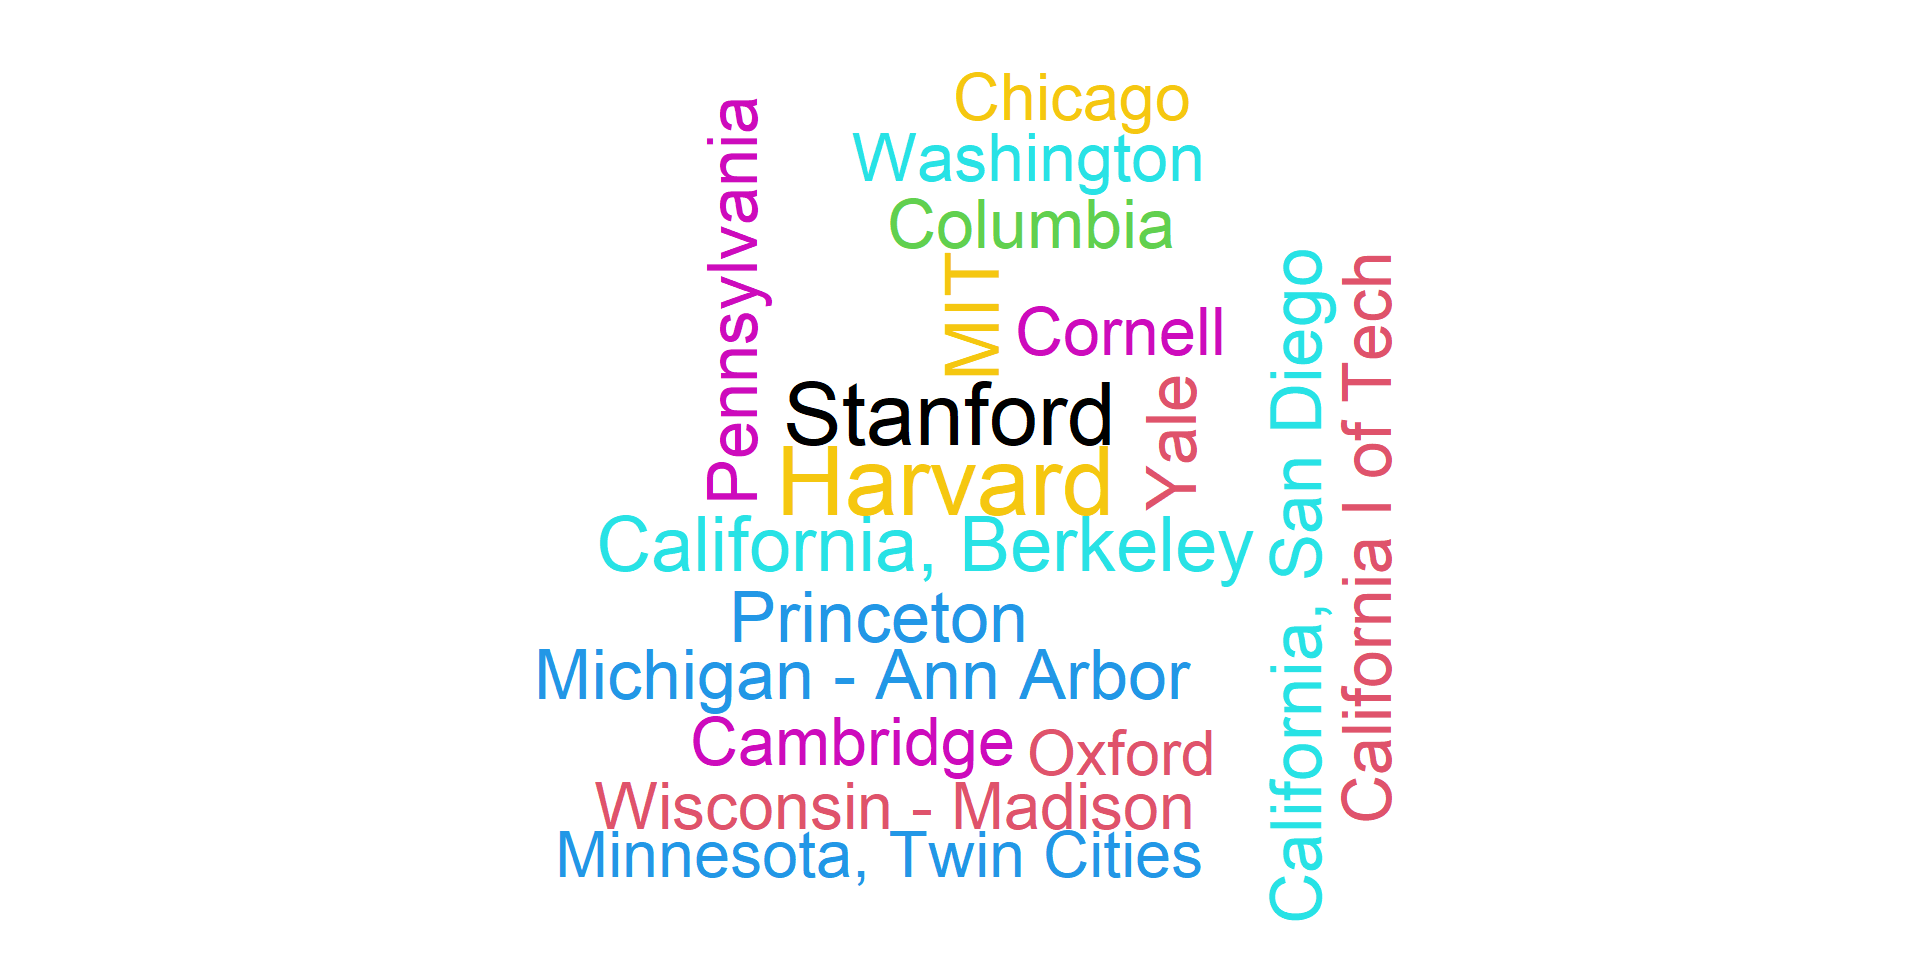 Chicago
Washington
Columbia
Pennsylvania
MIT
Cornell
Stanford
Yale
Harvard
California, Berkeley
California, San Diego
California I of Tech
Princeton
Michigan - Ann Arbor
Cambridge
Oxford
Wisconsin - Madison
Minnesota, Twin Cities